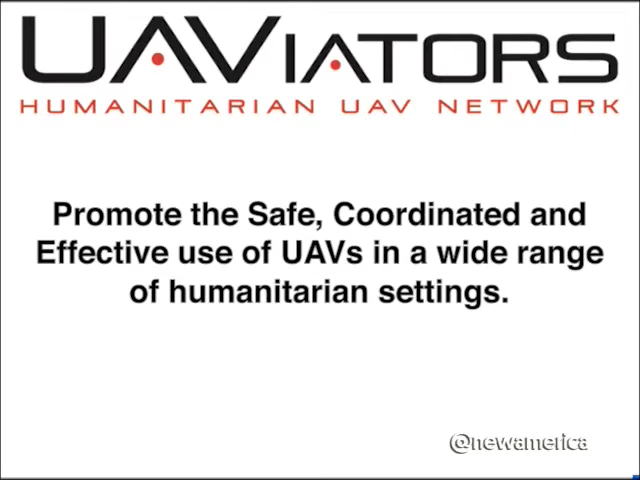 UAVIATORS
HUMANITARIAN UAV NETWORK
Promote the Safe, Coordinated and
Effective use of UAVs in a wide range
of humanitarian settings.
@newamerica